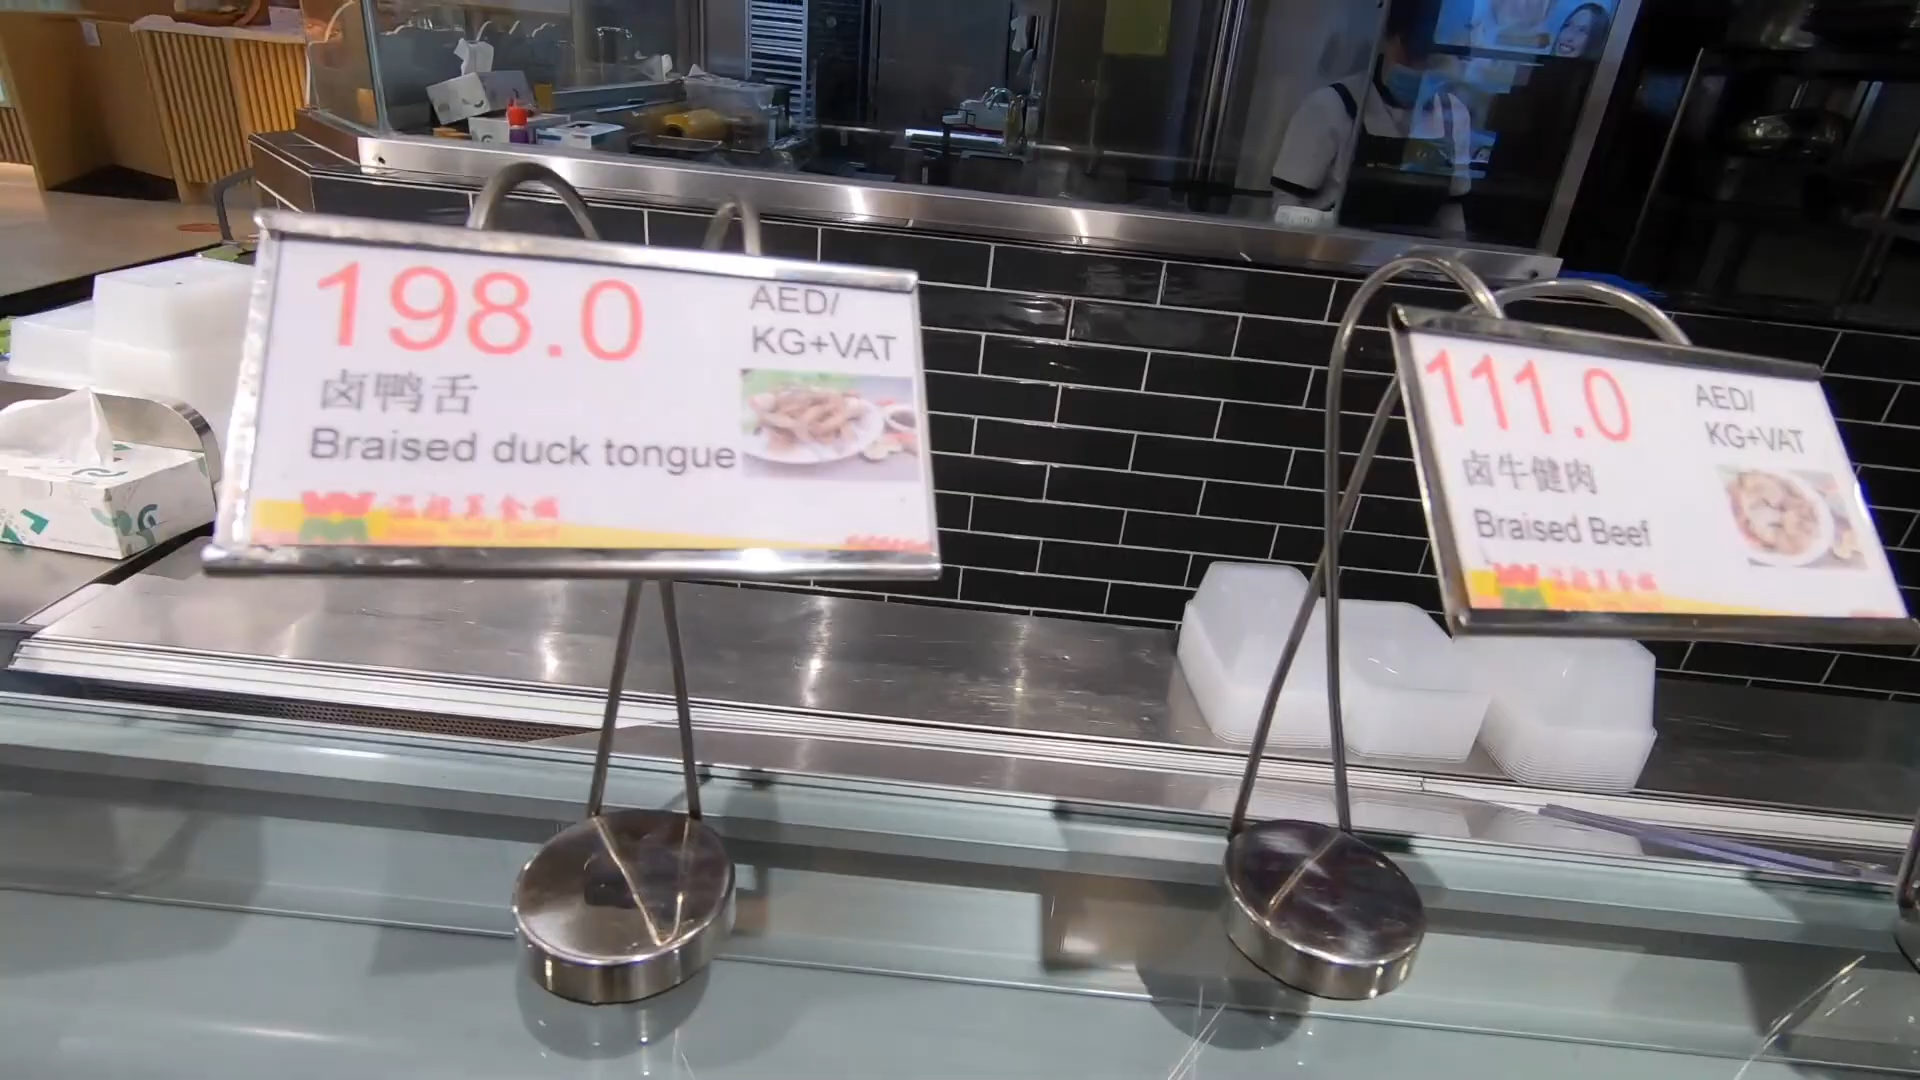 198.0
AED/
KG+VAT
卤鸭舌
Braised duck tongue
111.0
AED/
KG+VAT
卤牛健肉
Braised Beef